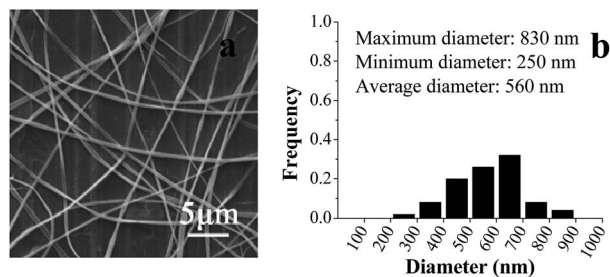 a
5μm
b
Maximum diameter: 830 nm
Minimum diameter: 250 nm
Average diameter: 560 nm
Frequency
1.0
0.8
0.6
0.4
0.2
0.0
100 200 300 400 500 600 700 800 900 1000
Diameter (nm)